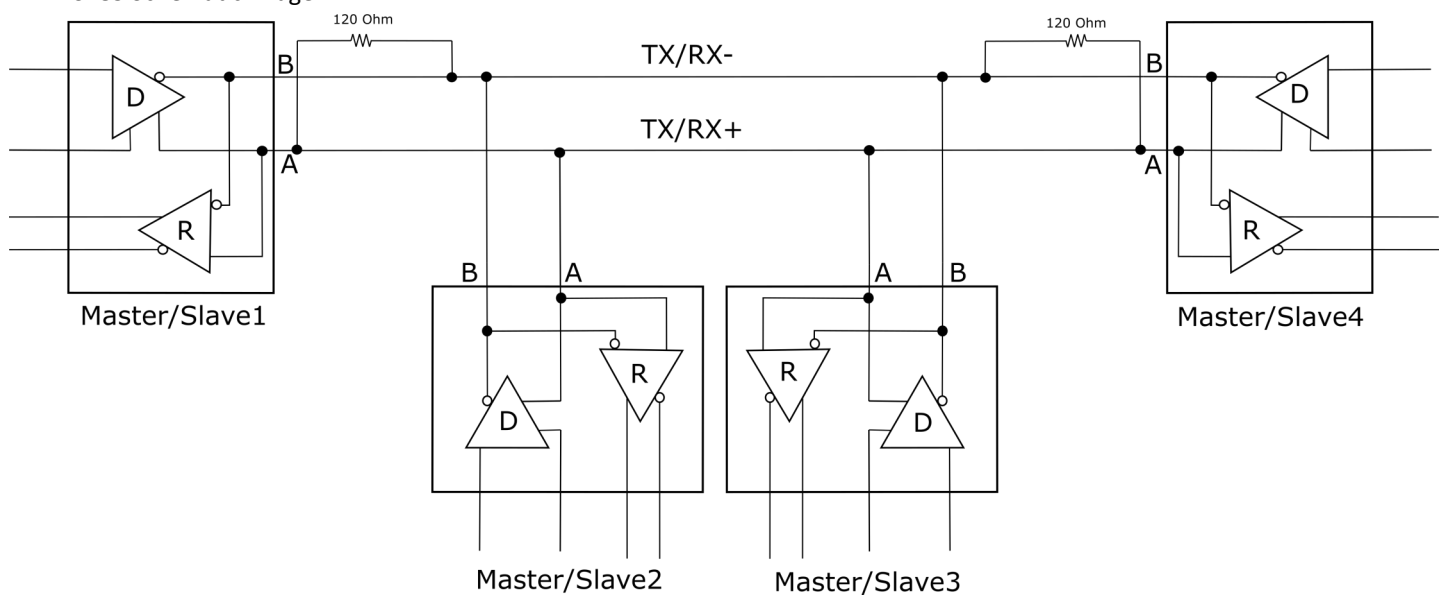 120 Ohm
120 Ohm
B
TX/RX-
B
D
D
TX/RX+
A
A
R
R
B
A
A
B
Master/Slave1
Master/Slave4
R
R
D
D
Master/Slave2
Master/Slave3